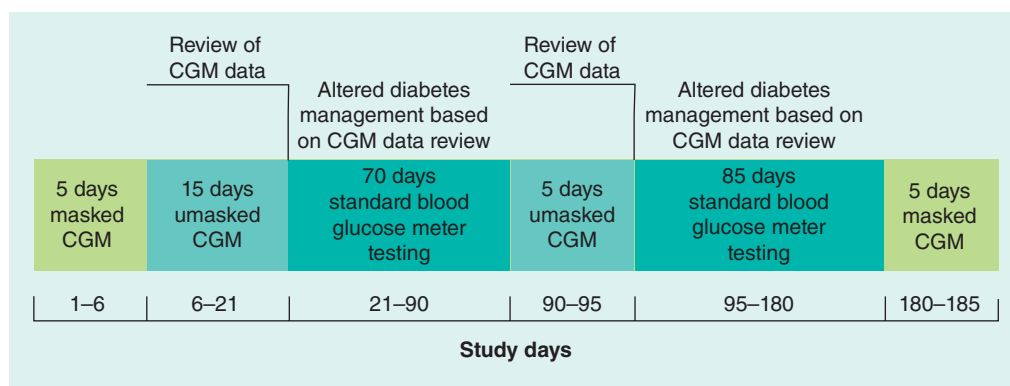 Review of
CGM data
Altered diabetes
management based
on CGM data review
Review of
CGM data
Altered diabetes
management based on
CGM data review
5 days
masked
CGM
15 days
umasked
CGM
70 days
standard blood
glucose meter
testing
5 days
umasked
CGM
85 days
standard blood
glucose meter
testing
5 days
masked
CGM
1–6
6–21
21–90
90–95
95–180
180–185
Study days